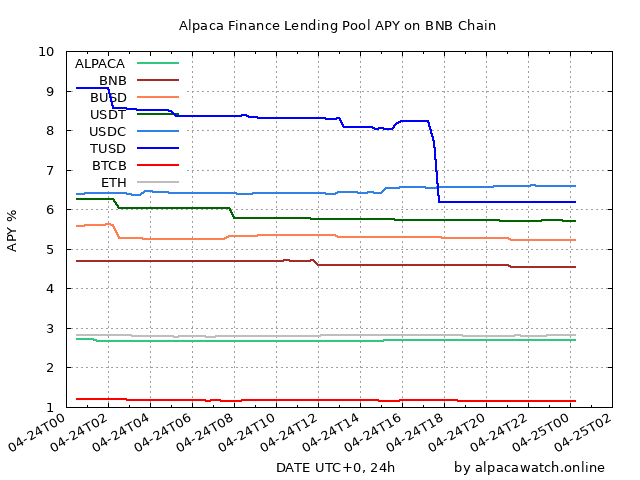 Alpaca Finance Lending Pool APY on BNB Chain
10
9
8
7
6
5
4
3
2
1
APY %
ALPACA
BNB
BUSD
USDT
USDC
TUSD
BTCB
ETH
04-24T00
04-24T02
04-24T04
04-24T06
04-24T08
04-24T10
04-24T12
04-24T14
04-24T16
04-24T18
04-24T20
04-24T22
04-25T00
04-25T02
DATE UTC+0, 24h
by alpacawatch.online